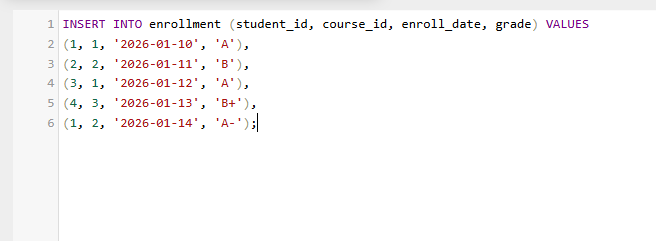 1 INSERT INTO enrollment (student_id, course_id, enroll_date, grade) VALUES
2 (1, 1, '2026-01-10', 'A'),
3 (2, 2, '2026-01-11', 'B'),
4 (3, 1, '2026-01-12', 'A'),
5 (4, 3, '2026-01-13', 'B+'),
6 (1, 2, '2026-01-14', 'A-');